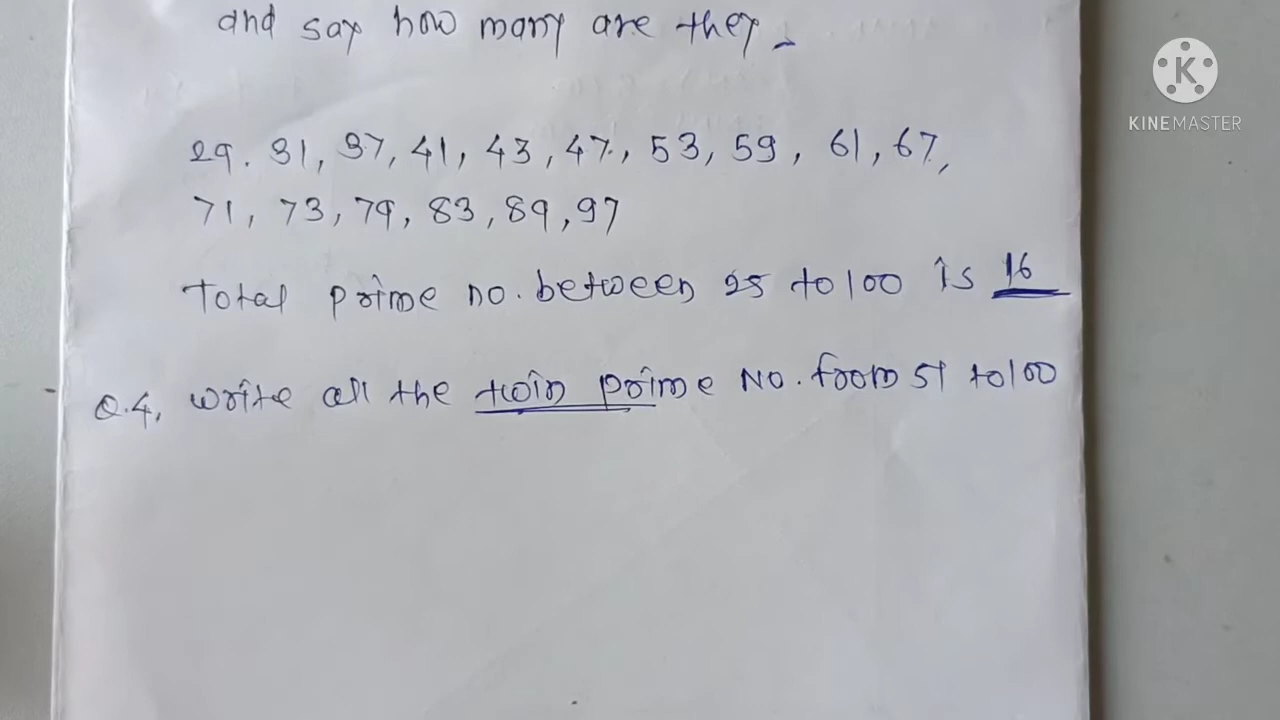 and say how many are they
29. 31, 37, 41, 43, 47, 53, 59, 61, 67,
71, 73, 79, 83, 89, 97
Total prime no. between 25 to 100 is 16
Q.4. write all the twin prime No. from 51 to 100
KINEMASTER